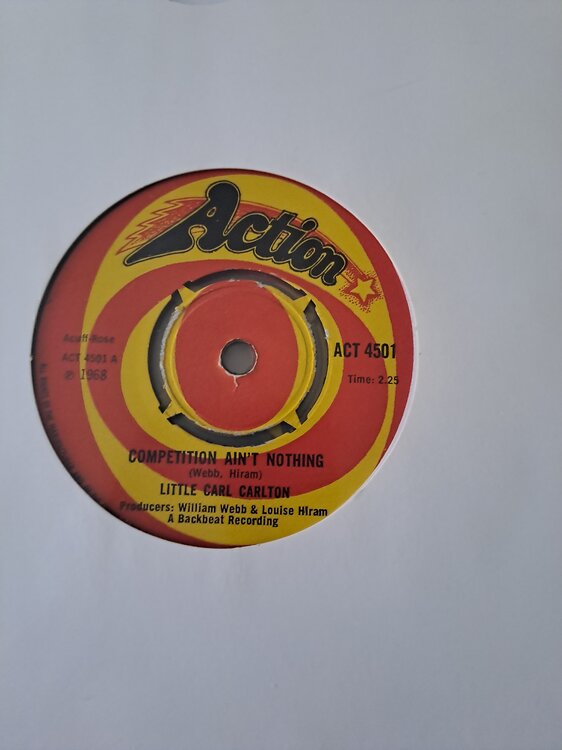 Action
ACT 4501
Time: 2.25
Acuff-Rose
ACT 4501 A
℗ 1968
COMPETITION AIN'T NOTHING
(Webb, Hiram)
LITTLE CARL CARLTON
Producers: William Webb & Louise Hiram
A Backbeat Recording